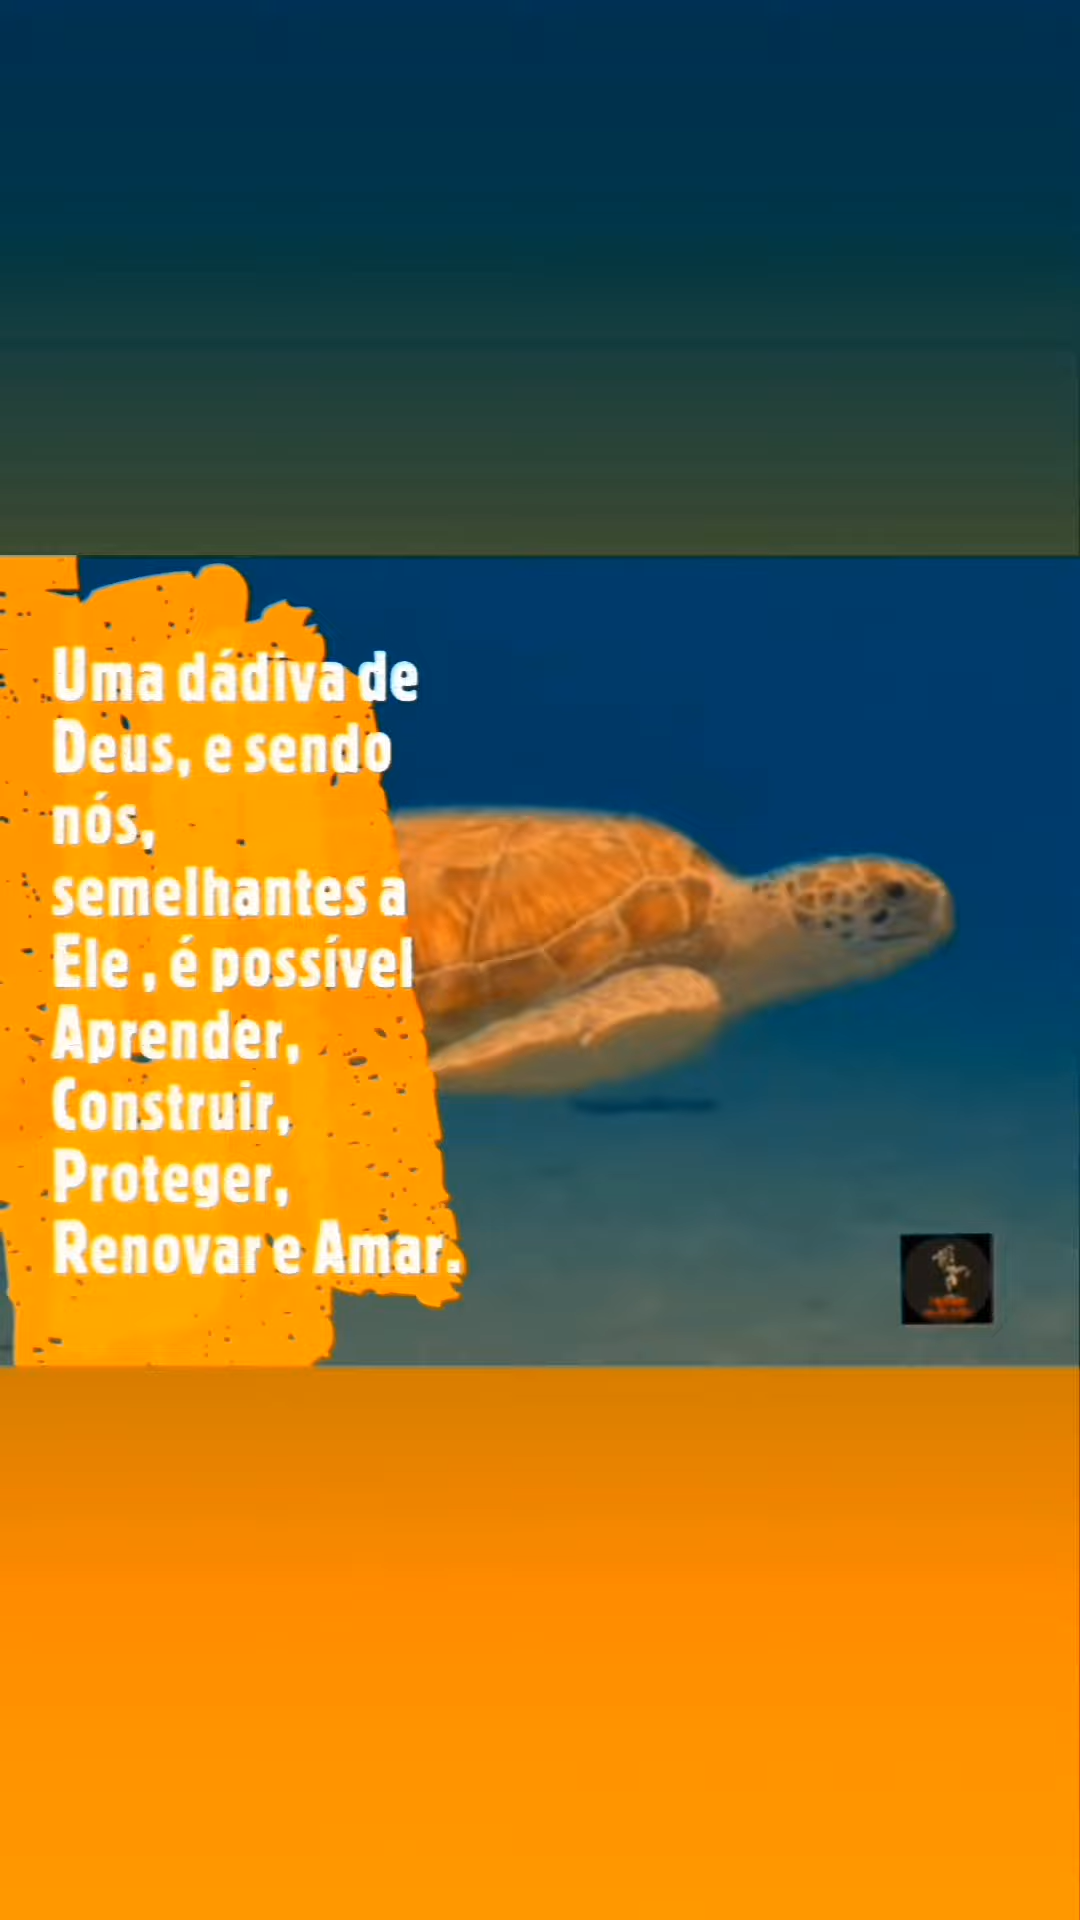 Uma dádiva de
Deus, e sendo
nós,
semelhantes a
Ele , é possível
Aprender,
Construir,
Proteger,
Renovar e Amar.